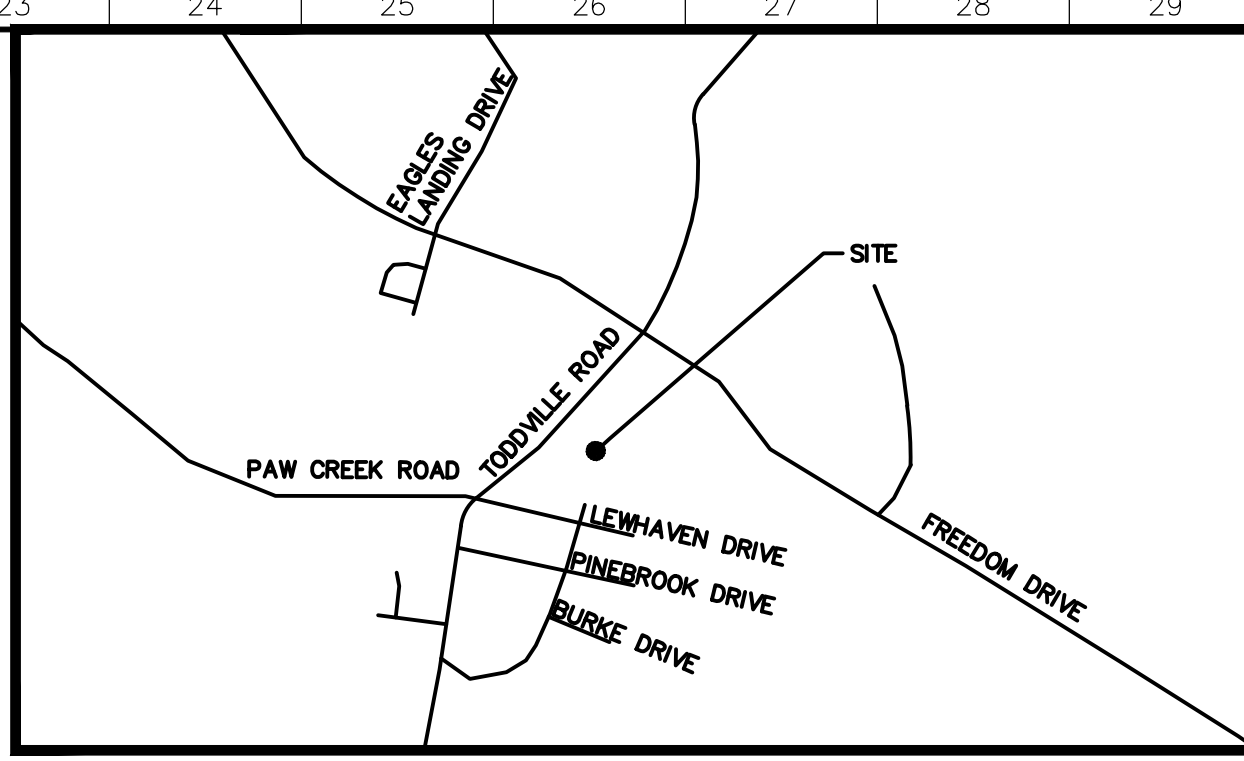 23 24 25 26 27 28 29
EAGLES
LANDING DRIVE
SITE
TODDVILLE ROAD
PAW CREEK ROAD
LEWHAVEN DRIVE
PINEBROOK DRIVE
BURKE DRIVE
FREEDOM DRIVE